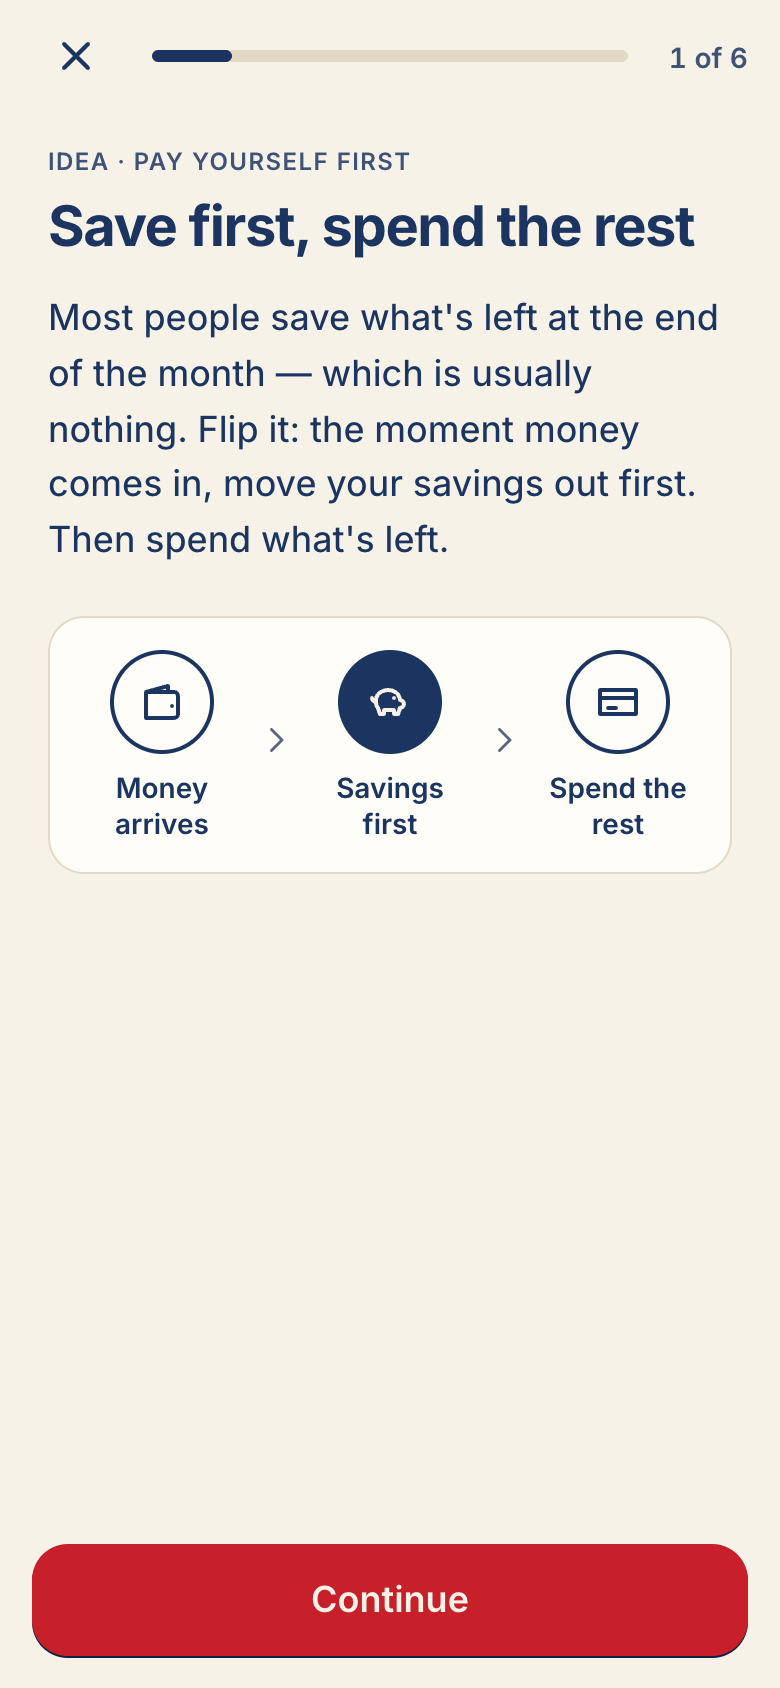 1 of 6
IDEA · PAY YOURSELF FIRST
Save first, spend the rest
Most people save what's left at the end
of the month — which is usually
nothing. Flip it: the moment money
comes in, move your savings out first.
Then spend what's left.
Money
arrives
Savings
first
Spend the
rest
Continue